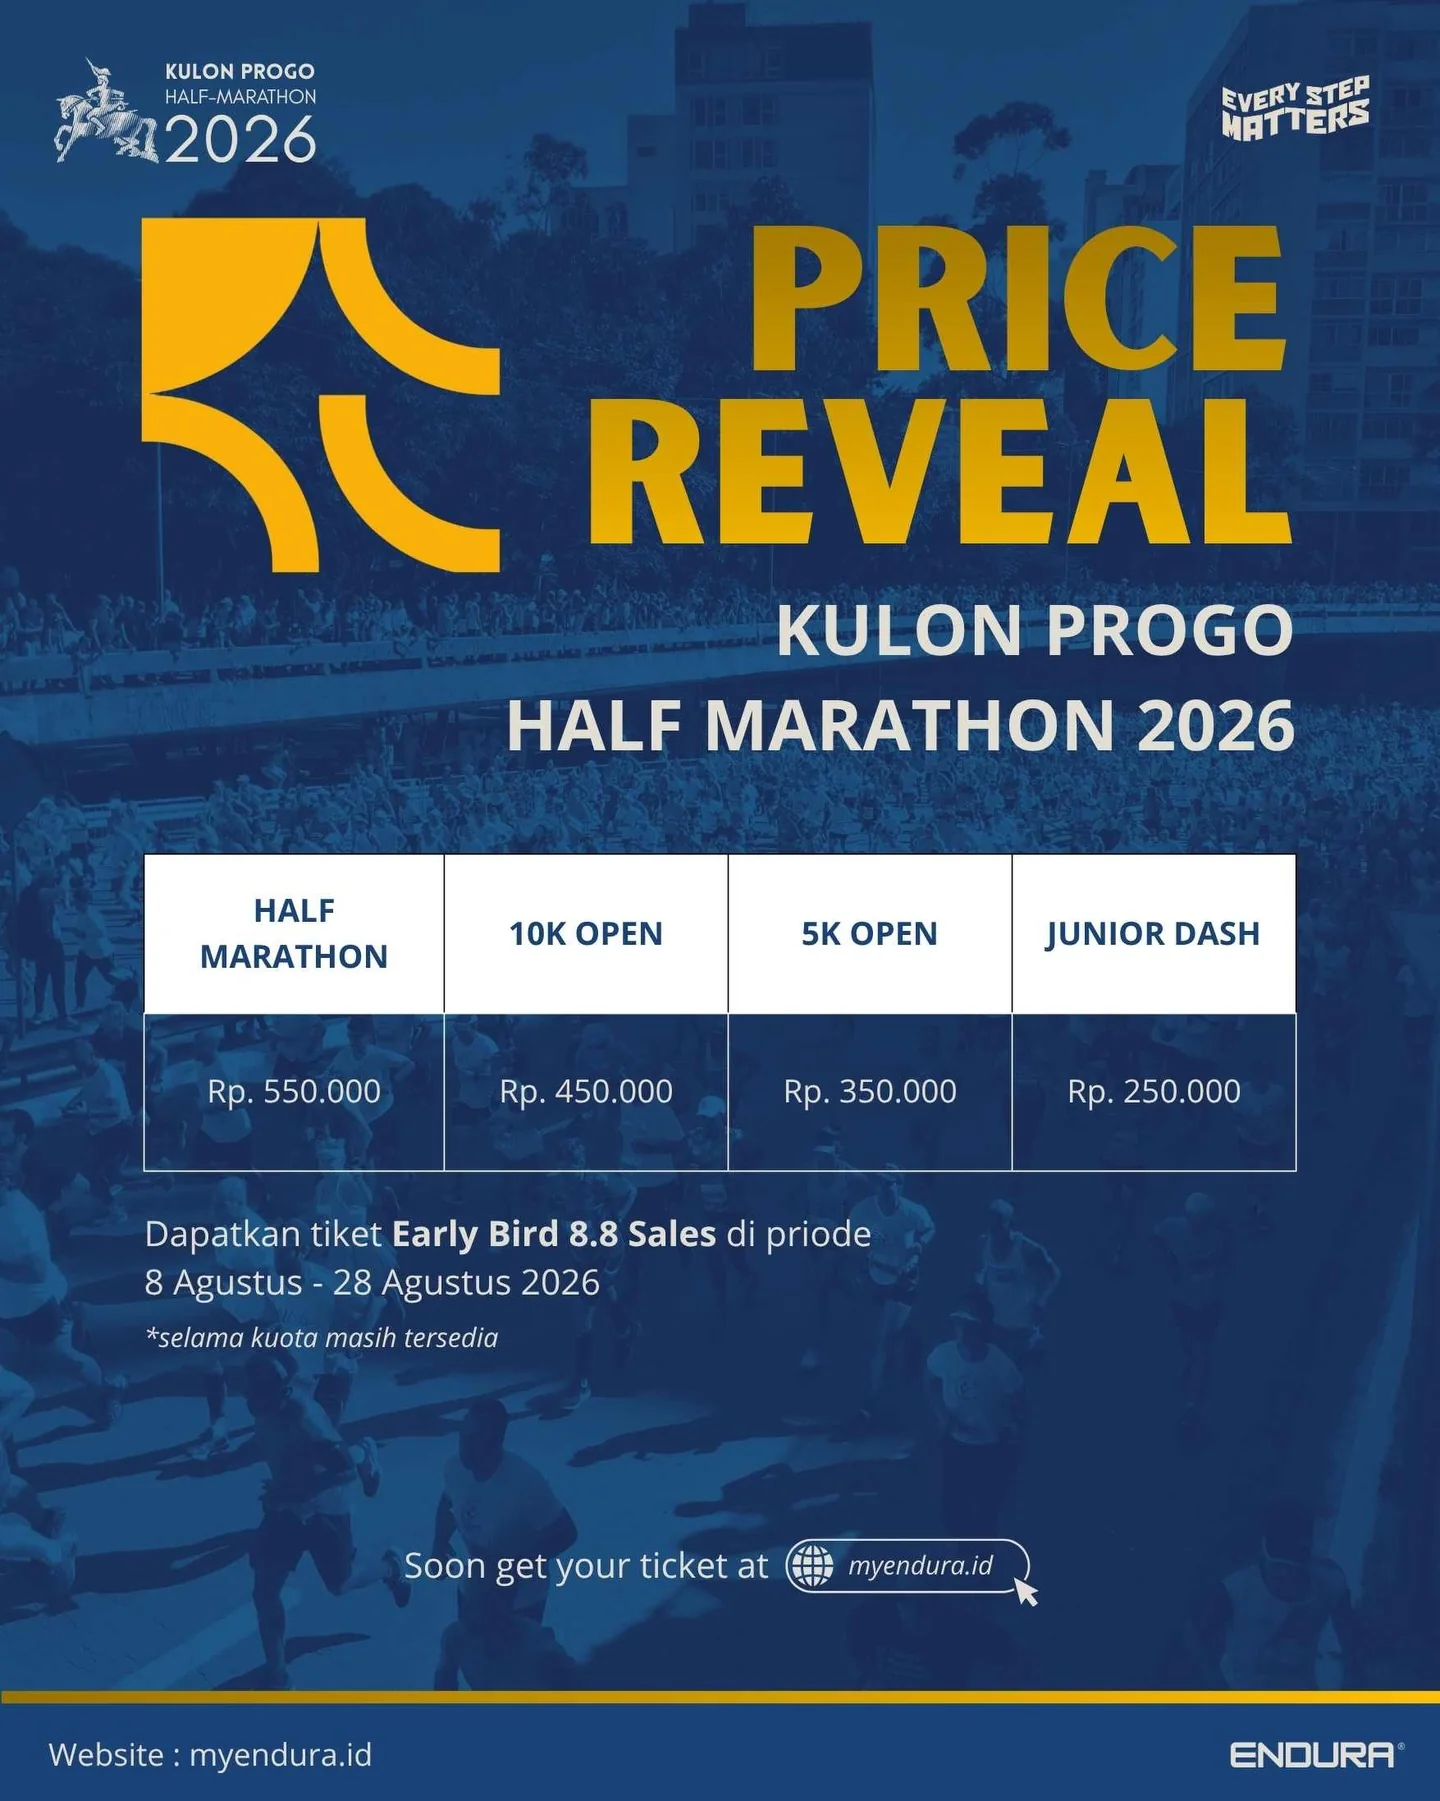 KULON PROGO
HALF-MARATHON
2026
EVERY STEP
MATTERS
PRICE
REVEAL
KULON PROGO
HALF MARATHON 2026
HALF
MARATHON
10K OPEN
5K OPEN
JUNIOR DASH
Rp. 550.000
Rp. 450.000
Rp. 350.000
Rp. 250.000
Dapatkan tiket Early Bird 8.8 Sales di priode
8 Agustus - 28 Agustus 2026
*selama kuota masih tersedia
Soon get your ticket at myendura.id
Website : myendura.id
ENDURA®